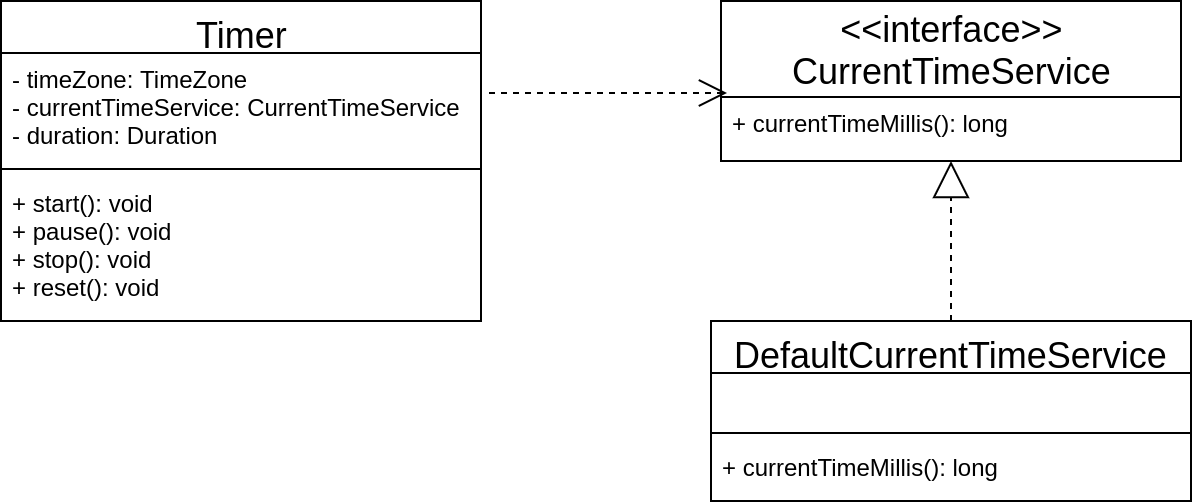 Timer
- timeZone: TimeZone
- currentTimeService: CurrentTimeService
- duration: Duration
+ start(): void
+ pause(): void
+ stop(): void
+ reset(): void
<<interface>>
CurrentTimeService
+ currentTimeMillis(): long
DefaultCurrentTimeService
+ currentTimeMillis(): long